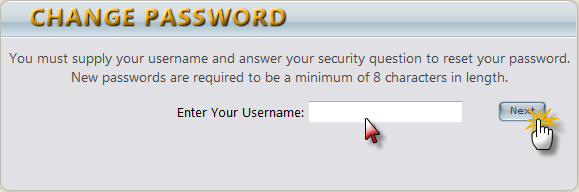 CHANGE PASSWORD
You must supply your username and answer your security question to reset your password.
New passwords are required to be a minimum of 8 characters in length.
Enter Your Username: Next